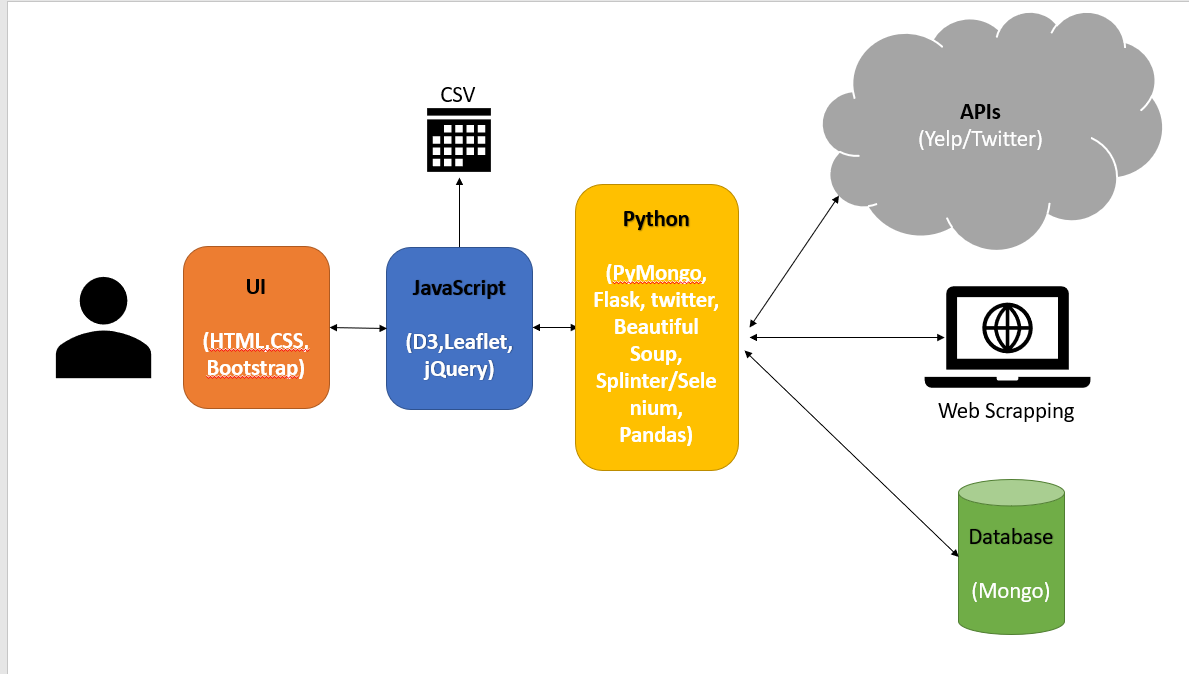 CSV
UI
(HTML,CSS,
Bootstrap)
JavaScript
(D3,Leaflet,
jQuery)
Python
(PyMongo,
Flask, twitter,
Beautiful
Soup,
Splinter/Sele
nium,
Pandas)
APIs
(Yelp/Twitter)
Web Scrapping
Database
(Mongo)